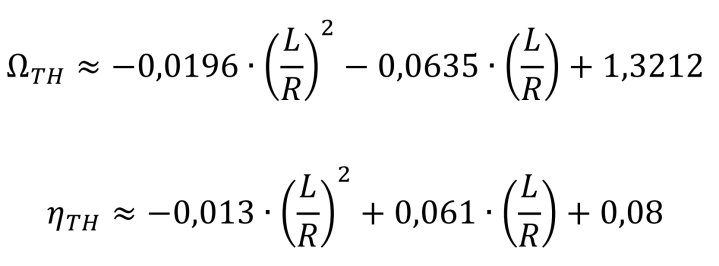 Ω_TH ≈ −0,0196 · (L/R)² − 0,0635 · (L/R) + 1,3212
η_TH ≈ −0,013 · (L/R)² + 0,061 · (L/R) + 0,08